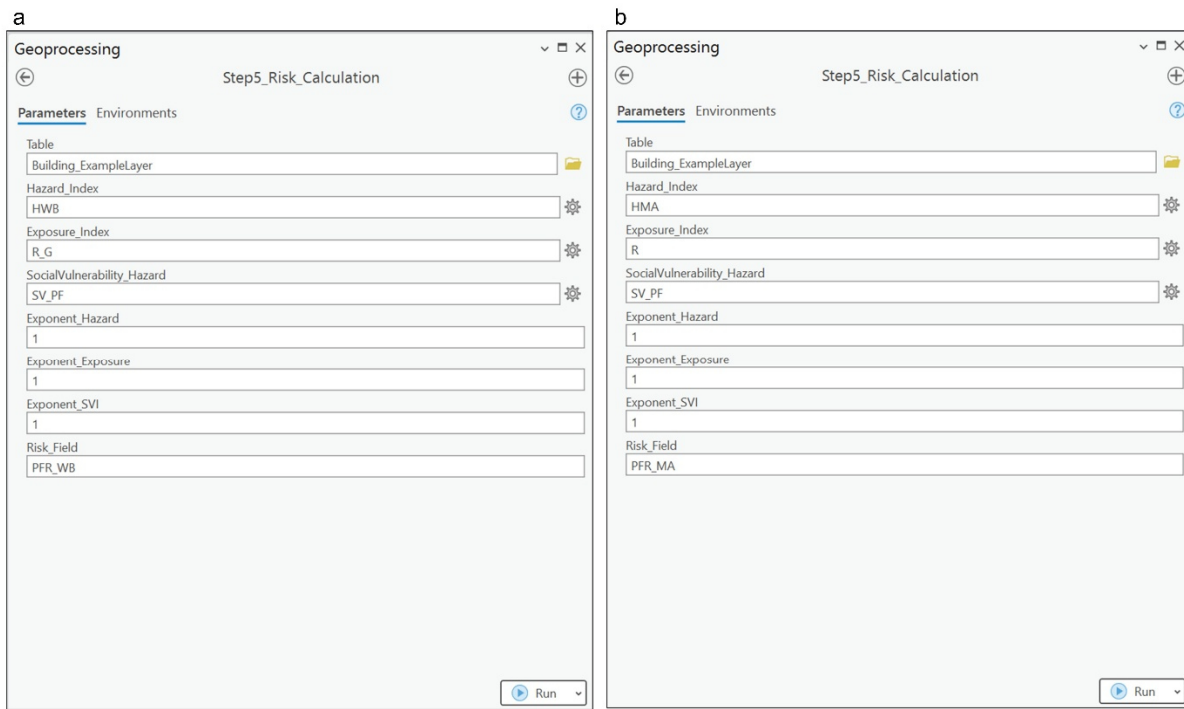 a
Geoprocessing
Step5_Risk_Calculation
Parameters Environments
Table
Building_ExampleLayer
Hazard_Index
HWB
Exposure_Index
R_G
SocialVulnerability_Hazard
SV_PF
Exponent_Hazard
1
Exponent_Exposure
1
Exponent_SVI
1
Risk_Field
PFR_WB
Run
b
Geoprocessing
Step5_Risk_Calculation
Parameters Environments
Table
Building_ExampleLayer
Hazard_Index
HMA
Exposure_Index
R
SocialVulnerability_Hazard
SV_PF
Exponent_Hazard
1
Exponent_Exposure
1
Exponent_SVI
1
Risk_Field
PFR_MA
Run